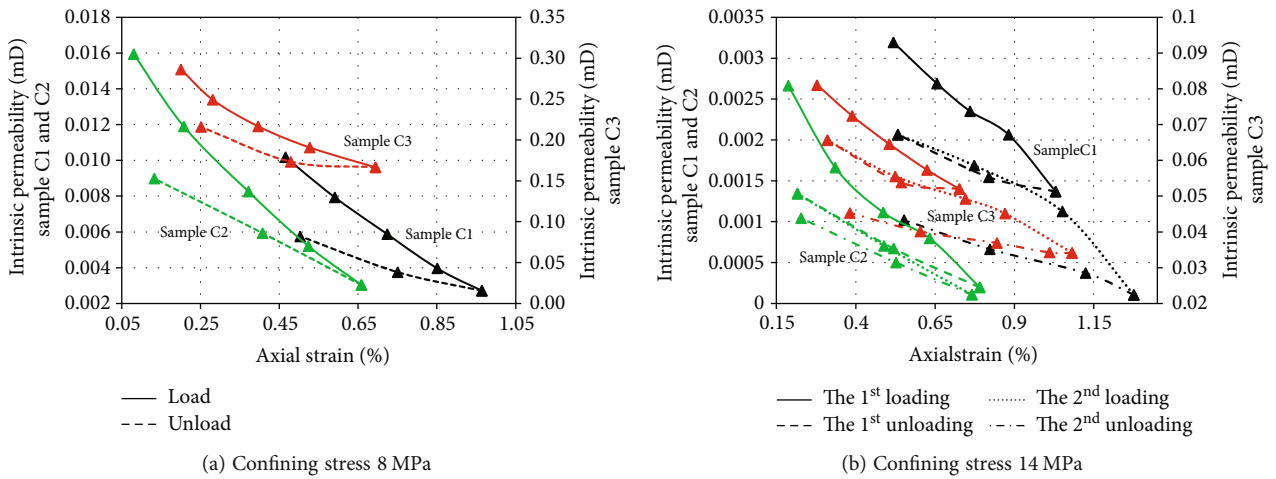 Intrinsic permeability (mD)
sample C1 and C2
0.018
0.016
0.014
0.012
0.010
0.008
0.006
0.004
0.002
0.05
0.25
0.45
0.65
0.85
1.05
Axial strain (%)
0.35
0.30
0.25
0.20
0.15
0.10
0.05
0.00
Intrinsic permeability (mD)
sample C3
Sample C3
Sample C2
Sample C1
Load
Unload
(a) Confining stress 8 MPa
Intrinsic permeability (mD)
sample C1 and C2
0.0035
0.003
0.0025
0.002
0.0015
0.001
0.0005
0
0.15
0.4
0.65
0.9
1.15
Axialstrain (%)
0.1
0.09
0.08
0.07
0.06
0.05
0.04
0.03
0.02
Intrinsic permeability (mD)
sample C3
SampleC1
Sample C3
Sample C2
The 1st loading
The 1st unloading
The 2nd loading
The 2nd unloading
(b) Confining stress 14 MPa